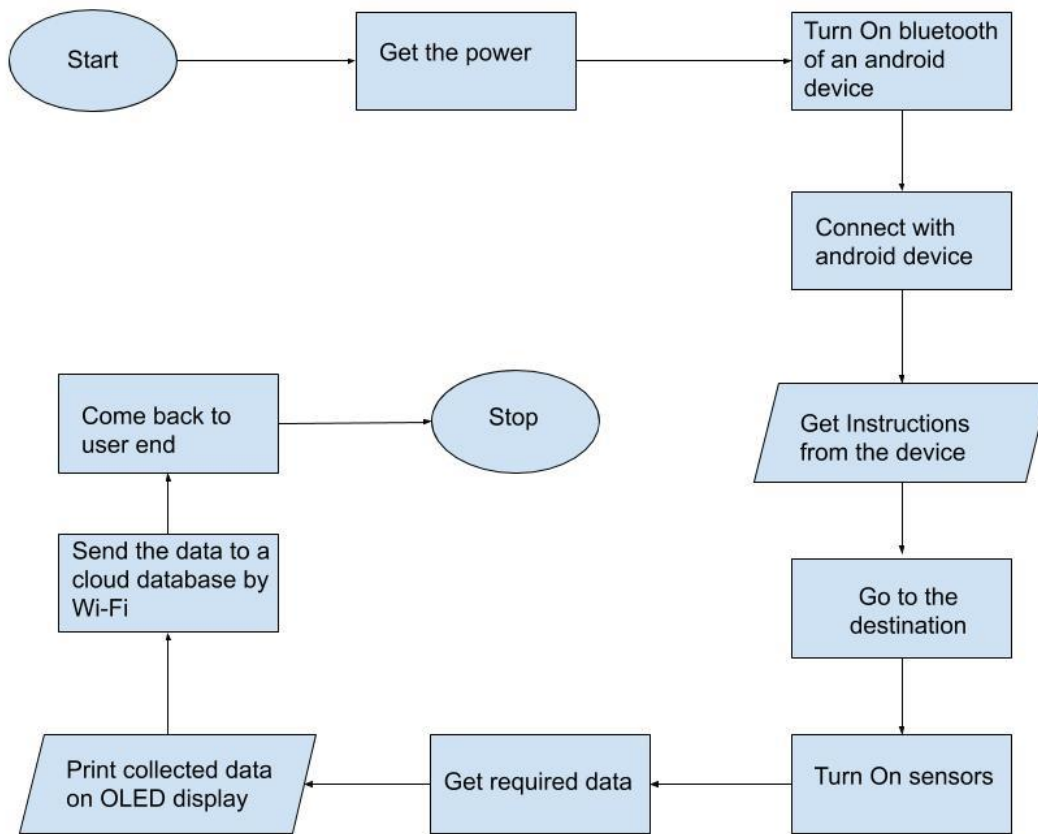 Start
Get the power
Turn On bluetooth
of an android
device
Connect with
android device
Get Instructions
from the device
Go to the
destination
Turn On sensors
Get required data
Print collected data
on OLED display
Send the data to a
cloud database by
Wi-Fi
Come back to
user end
Stop